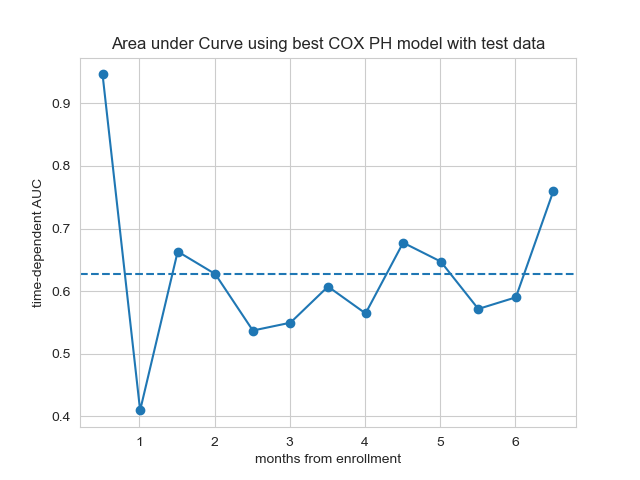 Area under Curve using best COX PH model with test data
time-dependent AUC
0.9
0.8
0.7
0.6
0.5
0.4
1 2 3 4 5 6
months from enrollment